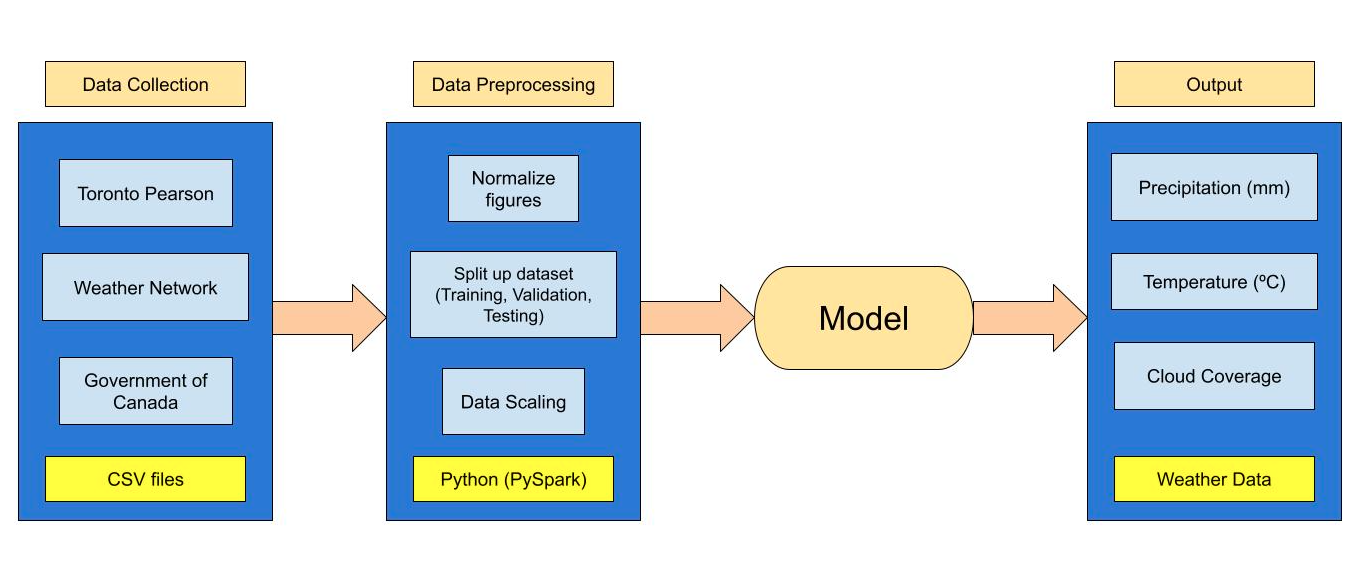 Data Collection
Toronto Pearson
Weather Network
Government of
Canada
CSV files
Data Preprocessing
Normalize
figures
Split up dataset
(Training, Validation,
Testing)
Data Scaling
Python (PySpark)
Model
Output
Precipitation (mm)
Temperature (ºC)
Cloud Coverage
Weather Data